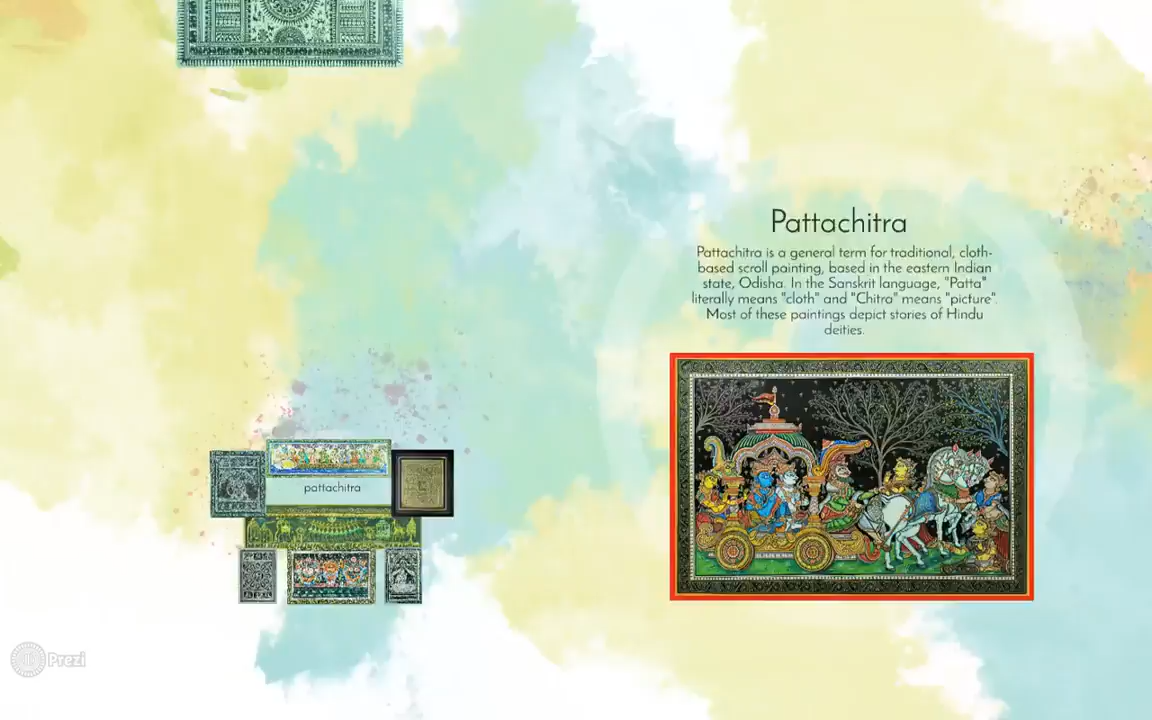 Pattachitra
Pattachitra is a general term for traditional, cloth-
based scroll painting, based in the eastern Indian
state, Odisha. In the Sanskrit language, "Patta"
literally means "cloth" and "Chitra" means "picture".
Most of these paintings depict stories of Hindu
deities.
pattachitra
Prezi